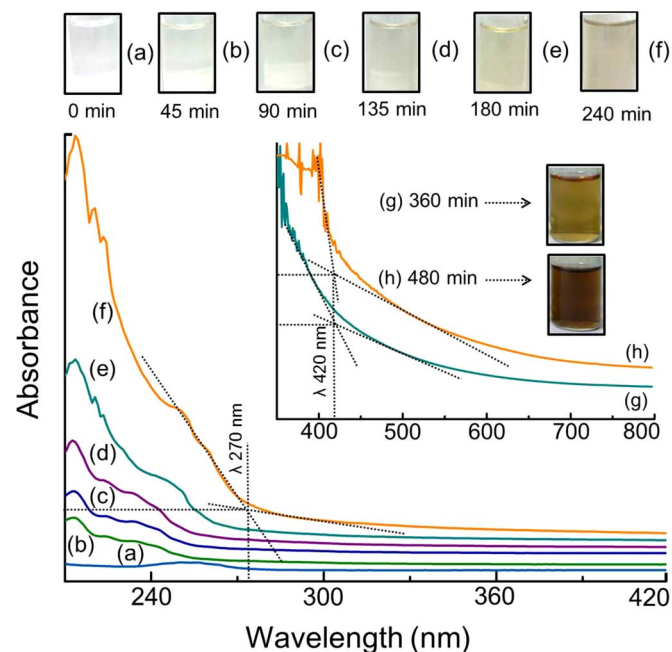 (a) (b) (c) (d) (e) (f)
0 min 45 min 90 min 135 min 180 min 240 min
(g) 360 min
(h) 480 min
(h)
(g)
λ 420 nm
400 500 600 700 800
(f)
(e)
(d)
(c)
(b) (a)
λ 270 nm
Absorbance
240 300 360 420
Wavelength (nm)